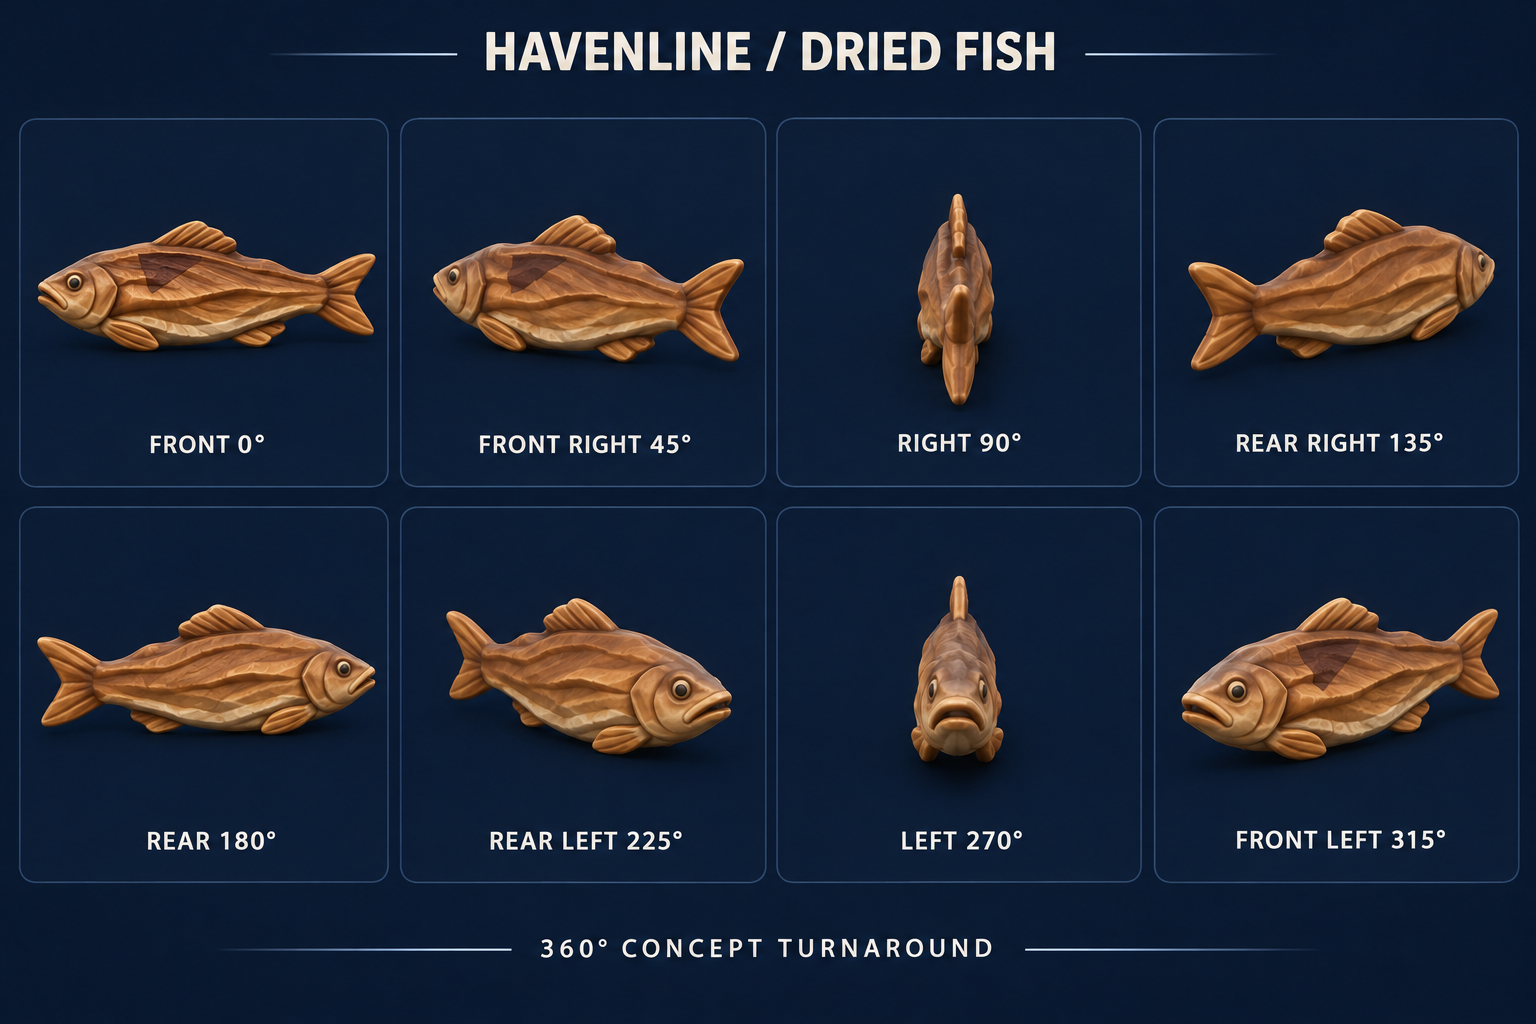 HAVENLINE / DRIED FISH
FRONT 0°
FRONT RIGHT 45°
RIGHT 90°
REAR RIGHT 135°
REAR 180°
REAR LEFT 225°
LEFT 270°
FRONT LEFT 315°
360° CONCEPT TURNAROUND